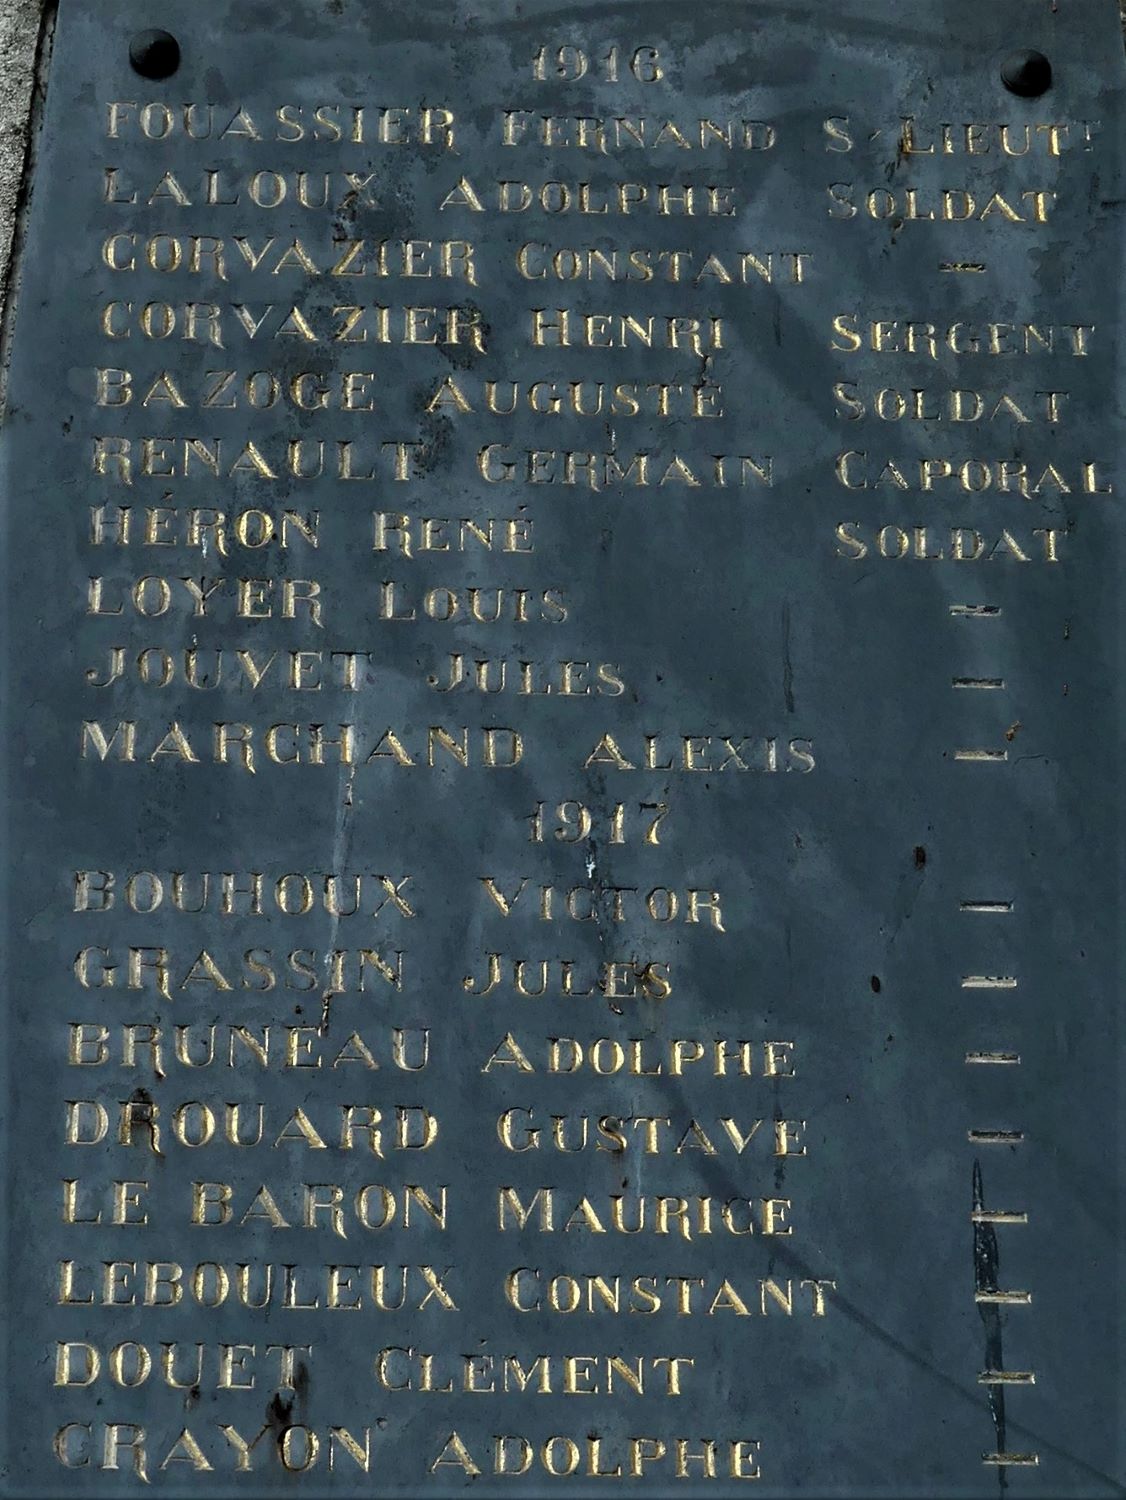 1916
FOUASSIER FERNAND S-LIEUT!
LALOUX ADOLPHE SOLDAT
CORVAZIER CONSTANT —
CORVAZIER HENRI SERGENT
BAZOGE AUGUSTE SOLDAT
RENAULT GERMAIN CAPORAL
HÉRON RENÉ SOLDAT
LOYER LOUIS —
JOUVET JULES —
MARCHAND ALEXIS —
1917
BOUHOUX VICTOR —
GRASSIN JULES —
BRUNEAU ADOLPHE —
DROUARD GUSTAVE —
LE BARON MAURICE —
LEBOULEUX CONSTANT —
DOUET CLÉMENT —
CRAYON ADOLPHE —